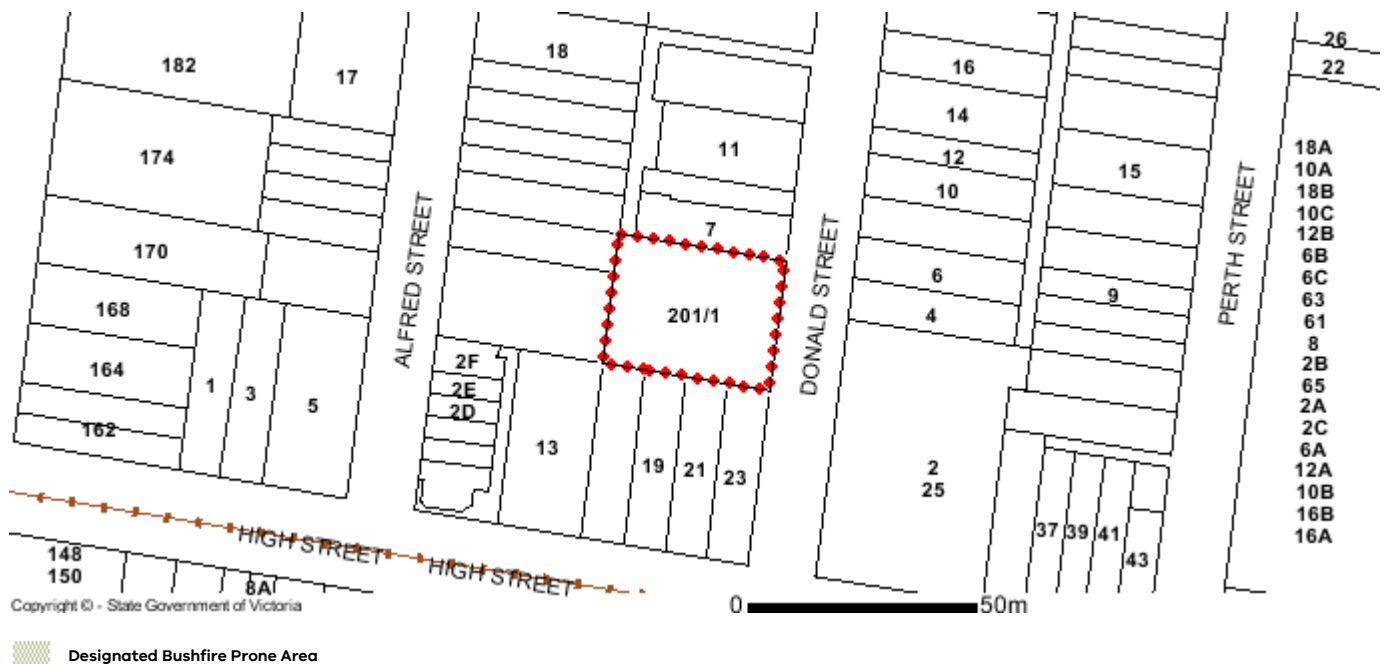 26
18
182
17
16
22
14
11
18A
174
12
10A
15
10
18B
10C
7
12B
170
6B
6
6C
201/1
9
63
168
4
61
8
2F
2B
164
1
3
2E
65
5
2D
2A
2C
162
13
19
21
23
2
6A
25
12A
10B
37
39
41
16B
43
16A
148
150
8A
ALFRED STREET
DONALD STREET
PERTH STREET
HIGH STREET
HIGH STREET
Copyright © - State Government of Victoria
0
50m
Designated Bushfire Prone Area